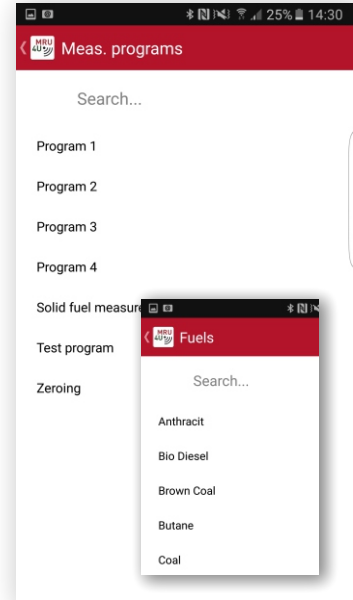 25% 14:30
MRU
4U
Meas. programs
Search...
Program 1
Program 2
Program 3
Program 4
Solid fuel measure
Test program
Zeroing
MRU
4U
Fuels
Search...
Anthracit
Bio Diesel
Brown Coal
Butane
Coal